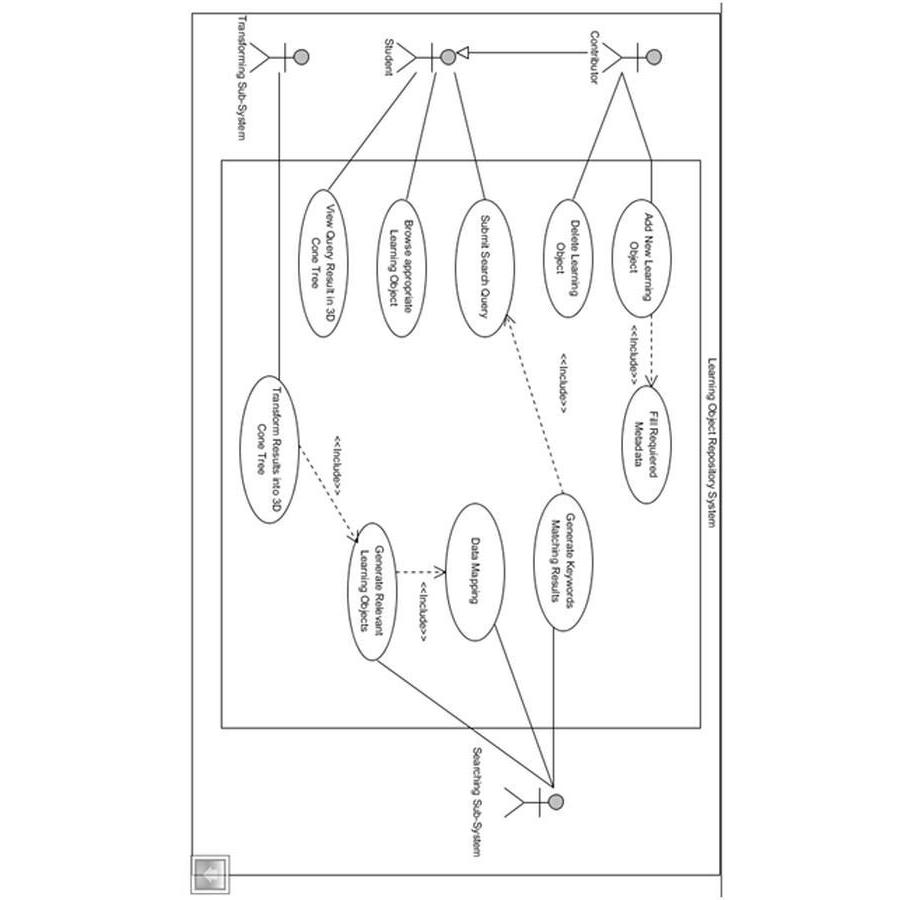 Learning Object Repository System
Contributor
Add New Learning
Object
<<Include>>
Fill Requiered
Metadata
Delete Learning
Object
<<Include>>
Generate Keywords
Matching Results
Submit Search Query
Data Mapping
Searching Sub-System
Student
Browse appropriate
Learning Object
<<Include>>
Generate Relevant
Learning Objects
View Query Result in 3D
Cone Tree
<<Include>>
Transform Results into 3D
Cone Tree
Transforming Sub-System